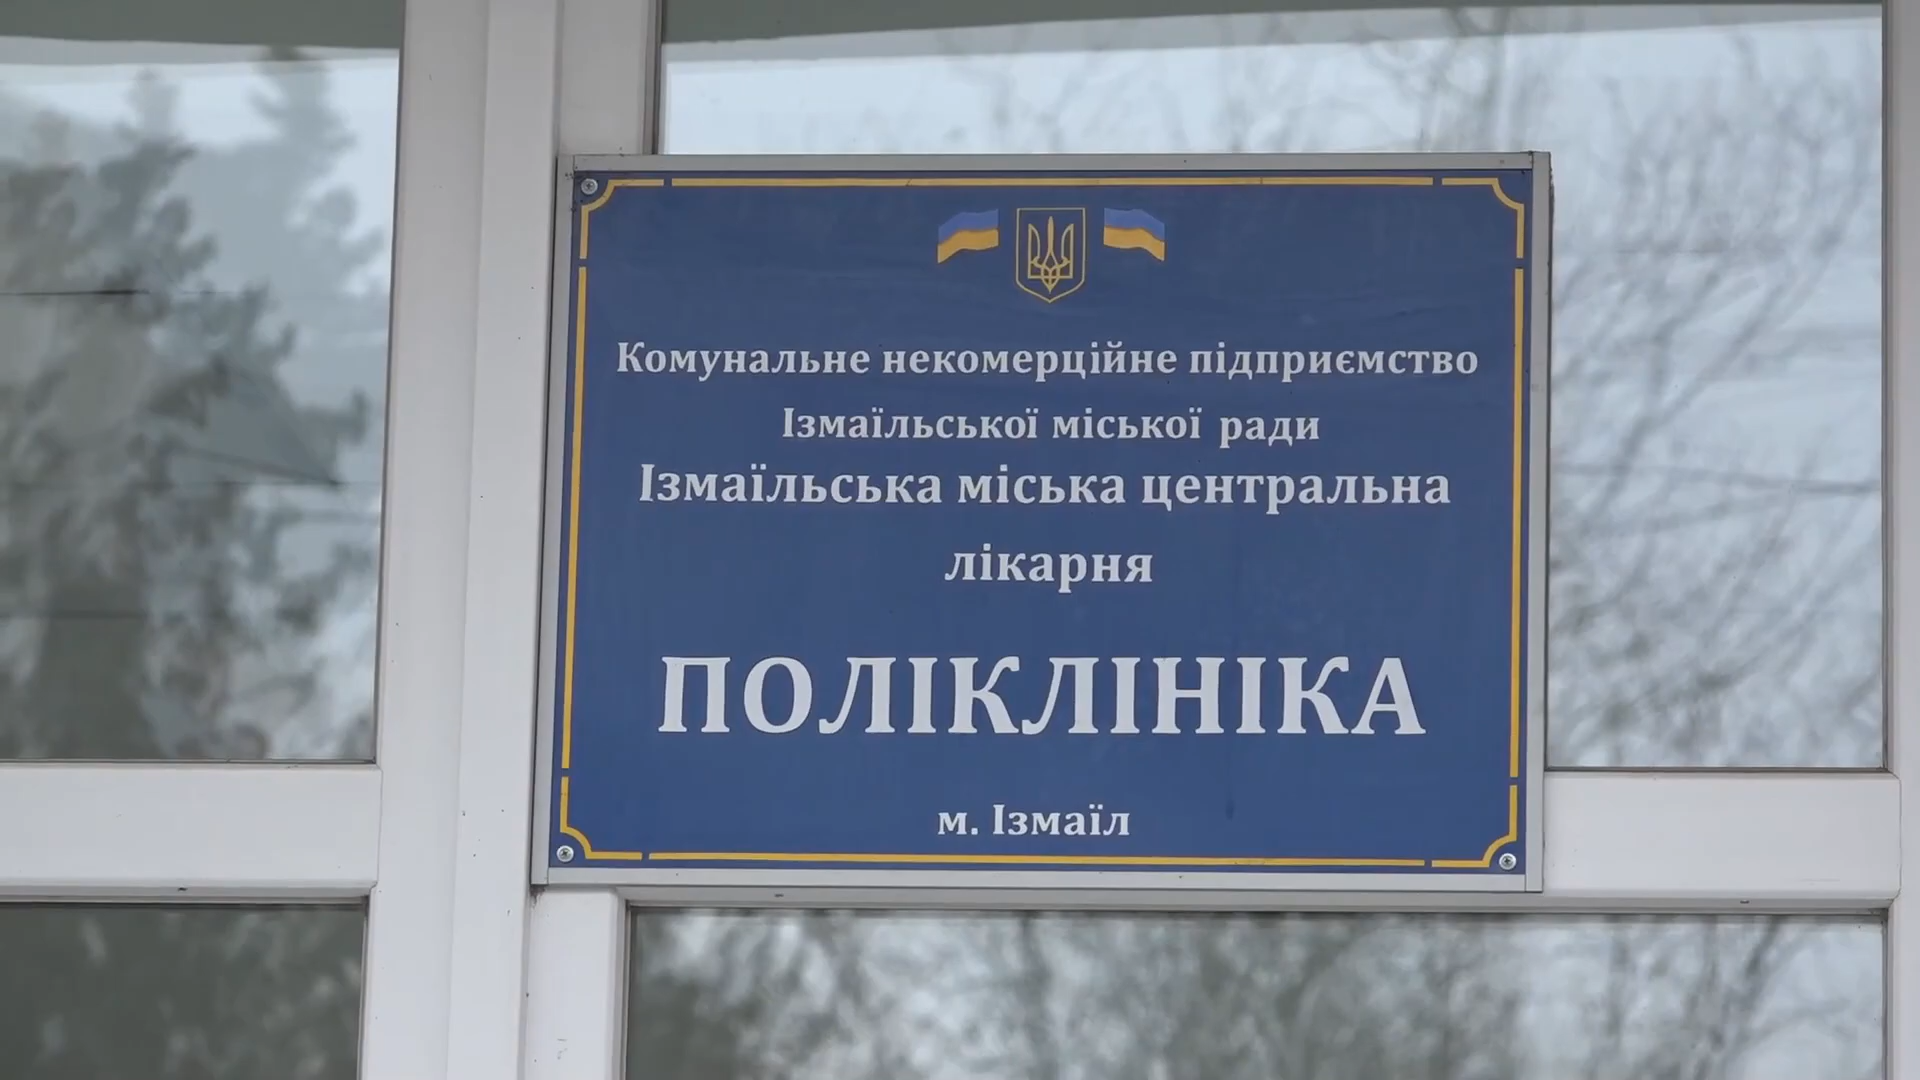 Комунальне некомерційне підприємство
Ізмаїльської міської ради
Ізмаїльська міська центральна
лікарня
ПОЛІКЛІНІКА
м. Ізмаїл